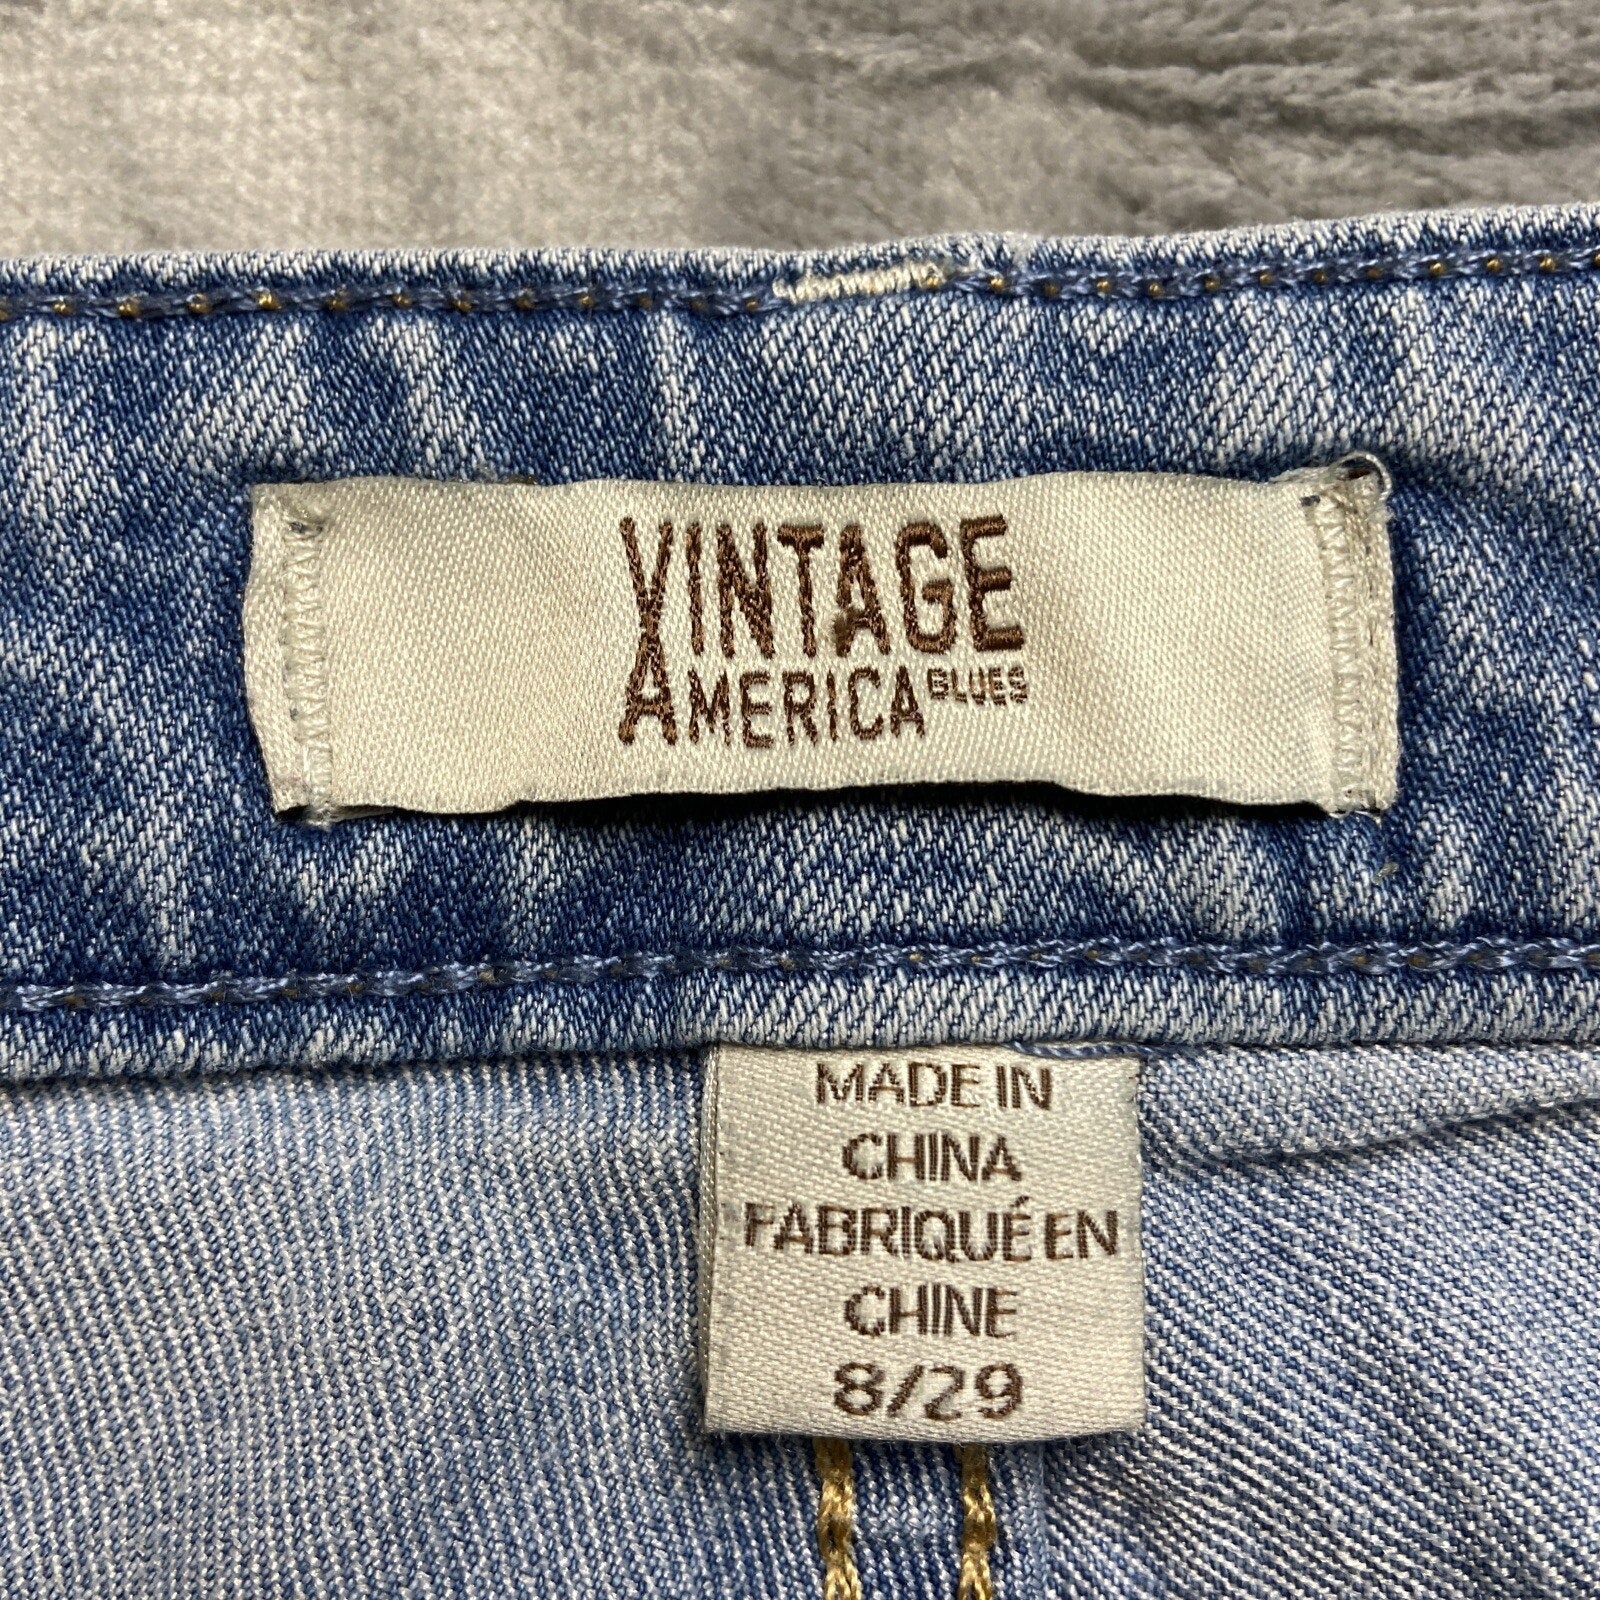 VINTAGE
AMERICA BLUES
MADE IN
CHINA
FABRIQUÉ EN
CHINE
8/29